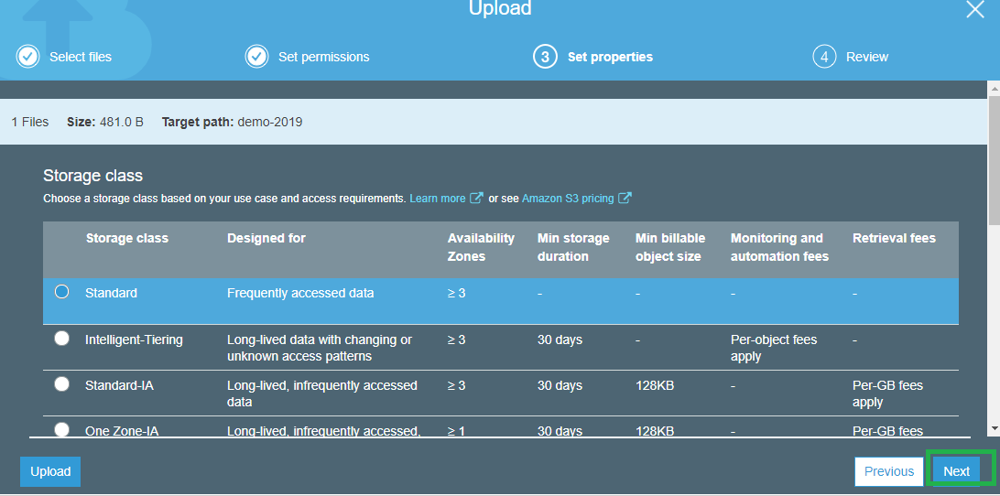 Upload
Select files
Set permissions
3 Set properties
4 Review
1 Files Size: 481.0 B Target path: demo-2019
Storage class
Choose a storage class based on your use case and access requirements. Learn more or see Amazon S3 pricing
Storage class Designed for Availability Zones Min storage duration Min billable object size Monitoring and automation fees Retrieval fees
Standard Frequently accessed data ≥ 3 - - - -
Intelligent-Tiering Long-lived data with changing or unknown access patterns ≥ 3 30 days - Per-object fees apply -
Standard-IA Long-lived, infrequently accessed data ≥ 3 30 days 128KB - Per-GB fees apply
One Zone-IA Long-lived, infrequently accessed, ≥ 1 30 days 128KB - Per-GB fees
Upload Previous Next